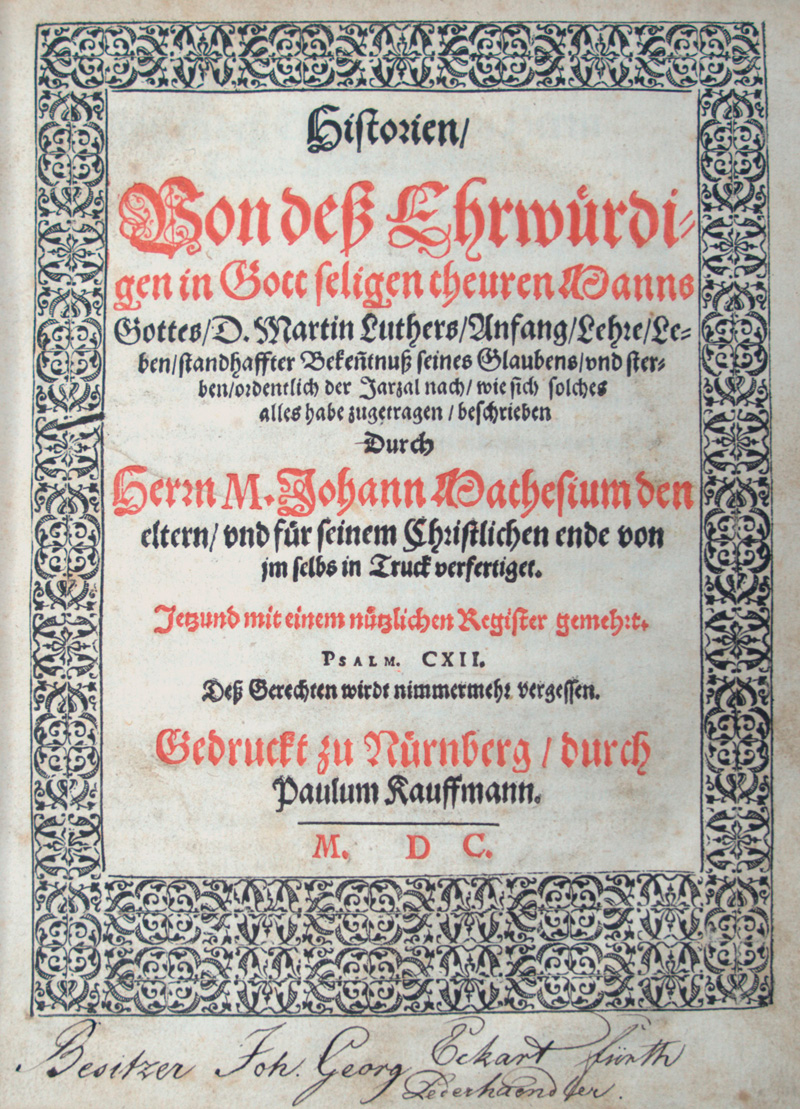 Historien/
Von deß Ehrwuͤrdi⸗
gen in Gott seligen theuren Manns
Gottes/D. Martin Luthers/Anfang/Lehre/Le⸗
ben/standhaffter Bekeñtnuß seines Glaubens/vnd ster⸗
ben/ordentlich der Jarzal nach/wie sich solches
alles habe zugetragen/beschrieben
Durch
Herrn M. Johann Mathesium den
eltern/vnd für seinem Christlichen ende von
jm selbs in Truck verfertiget.
Jetzund mit einem nützlichen Register gemehrt.
PSALM. CXII.
Deß Gerechten wirdt nimmermehr vergessen.
Gedruckt zu Nürnberg/durch
Paulum Kauffmann.
M. D C.
Besitzer Joh. Georg Eckart fürth
Lederhaendler.